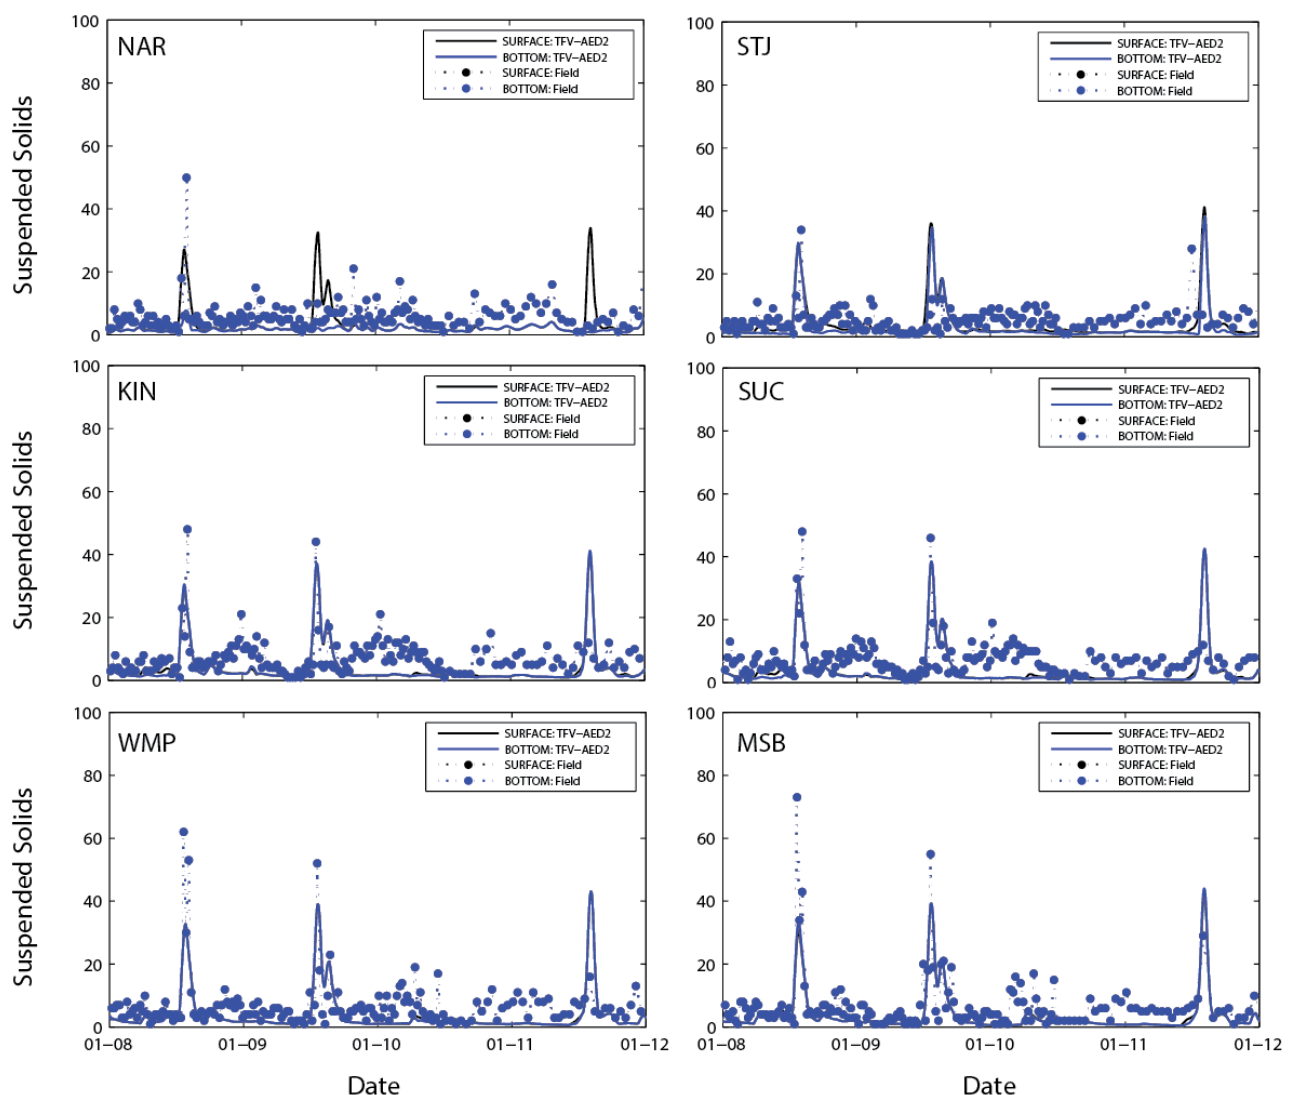 100
80
60
40
20
0
NAR
SURFACE: TFV−AED2
BOTTOM: TFV−AED2
SURFACE: Field
BOTTOM: Field
Suspended Solids
100
80
60
40
20
0
STJ
SURFACE: TFV−AED2
BOTTOM: TFV−AED2
SURFACE: Field
BOTTOM: Field
100
80
60
40
20
0
KIN
SURFACE: TFV−AED2
BOTTOM: TFV−AED2
SURFACE: Field
BOTTOM: Field
Suspended Solids
100
80
60
40
20
0
SUC
SURFACE: TFV−AED2
BOTTOM: TFV−AED2
SURFACE: Field
BOTTOM: Field
100
80
60
40
20
0
WMP
SURFACE: TFV−AED2
BOTTOM: TFV−AED2
SURFACE: Field
BOTTOM: Field
Suspended Solids
01−08 01−09 01−10 01−11 01−12
Date
100
80
60
40
20
0
MSB
SURFACE: TFV−AED2
BOTTOM: TFV−AED2
SURFACE: Field
BOTTOM: Field
01−08 01−09 01−10 01−11 01−12
Date